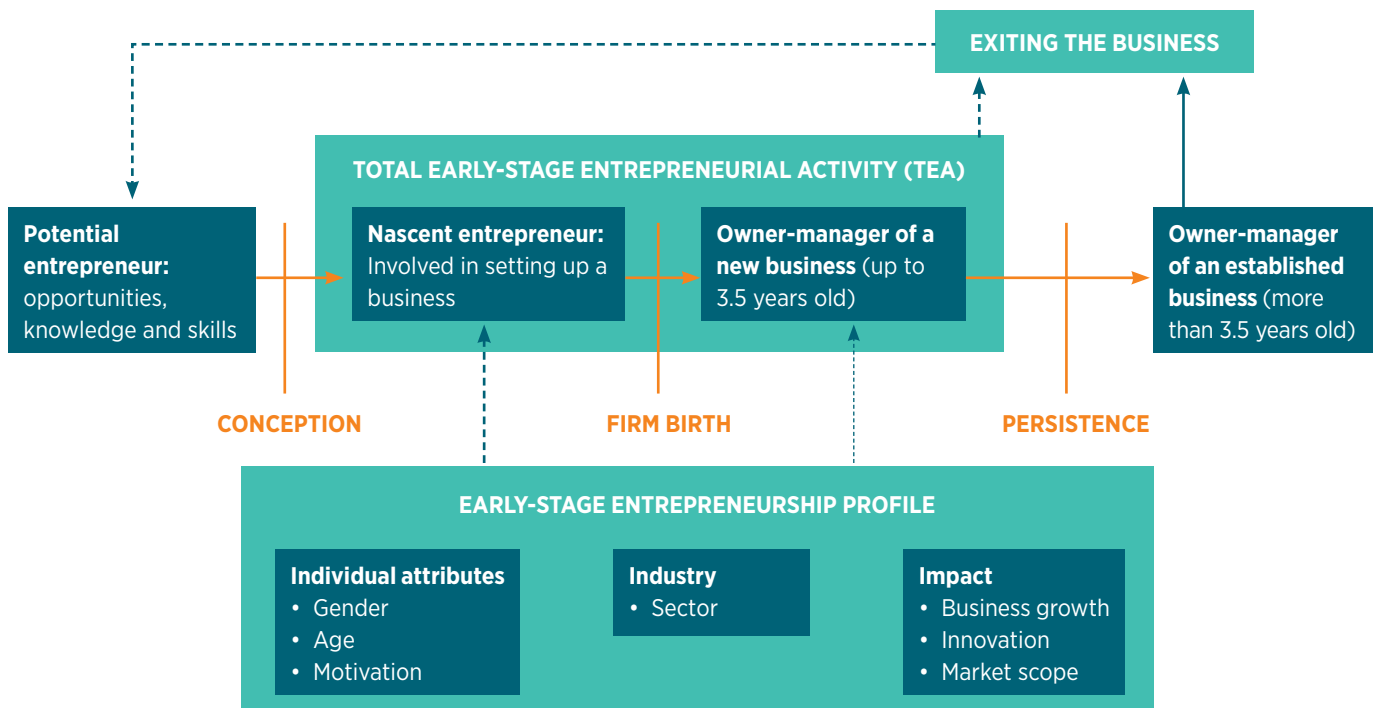 EXITING THE BUSINESS
TOTAL EARLY-STAGE ENTREPRENEURIAL ACTIVITY (TEA)
Potential
entrepreneur:
opportunities,
knowledge and skills
Nascent entrepreneur:
Involved in setting up a
business
Owner-manager of a
new business (up to
3.5 years old)
Owner-manager
of an established
business (more
than 3.5 years old)
CONCEPTION
FIRM BIRTH
PERSISTENCE
EARLY-STAGE ENTREPRENEURSHIP PROFILE
Individual attributes
• Gender
• Age
• Motivation
Industry
• Sector
Impact
• Business growth
• Innovation
• Market scope